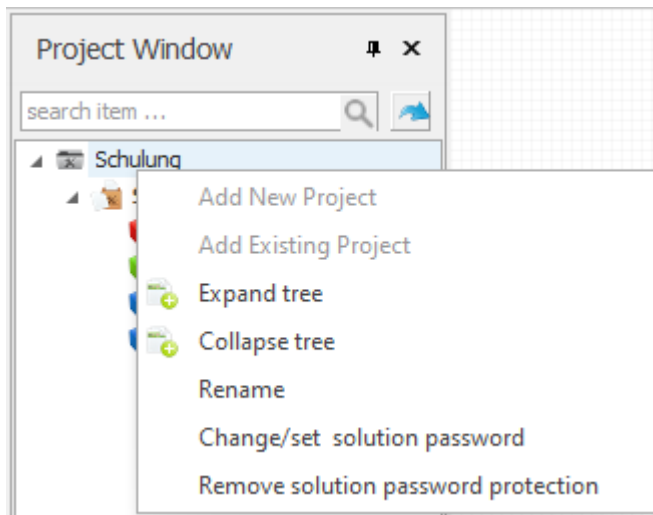 Project Window
search item ...
Schulung
Add New Project
Add Existing Project
Expand tree
Collapse tree
Rename
Change/set  solution password
Remove solution password protection